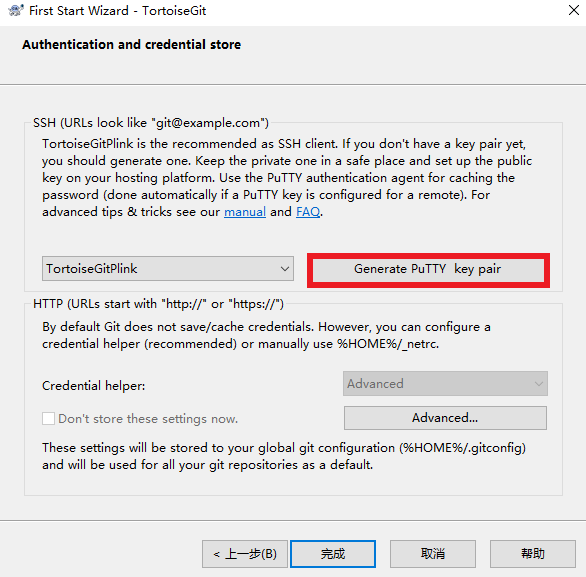 First Start Wizard - TortoiseGit
Authentication and credential store
SSH (URLs look like "git@example.com")
TortoiseGitPlink is the recommended as SSH client. If you don't have a key pair yet,
you should generate one. Keep the private one in a safe place and set up the public
key on your hosting platform. Use the PuTTY authentication agent for caching the
password (done automatically if a PuTTY key is configured for a remote). For
advanced tips & tricks see our manual and FAQ.
TortoiseGitPlink
Generate PuTTY key pair
HTTP (URLs start with "http://" or "https://")
By default Git does not save/cache credentials. However, you can configure a
credential helper (recommended) or manually use %HOME%/_netrc.
Credential helper:
Advanced
Don't store these settings now.
Advanced...
These settings will be stored to your global git configuration (%HOME%/.gitconfig)
and will be used for all your git repositories as a default.
< 上一步(B)
完成
取消
帮助